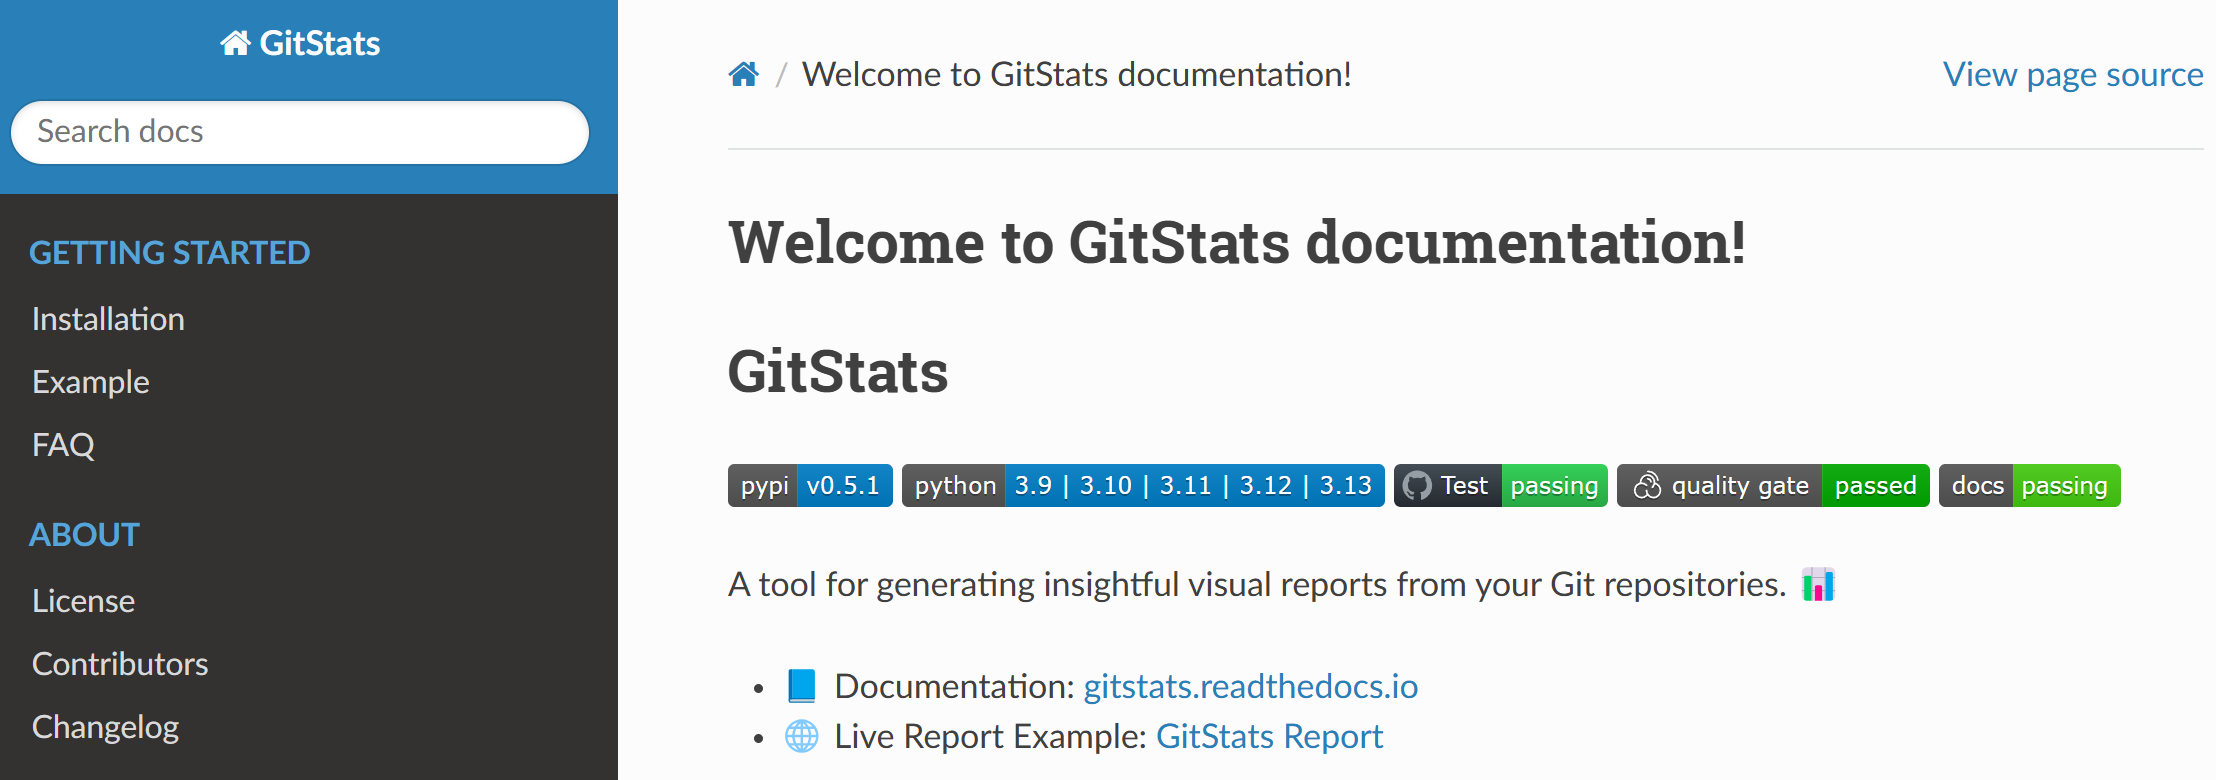 GitStats
Search docs
GETTING STARTED
Installation
Example
FAQ
ABOUT
License
Contributors
Changelog
/ Welcome to GitStats documentation!
View page source
Welcome to GitStats documentation!
GitStats
pypi v0.5.1 python 3.9 | 3.10 | 3.11 | 3.12 | 3.13 Test passing quality gate passed docs passing
A tool for generating insightful visual reports from your Git repositories. 📊
• 📘 Documentation: gitstats.readthedocs.io
• 🌐 Live Report Example: GitStats Report